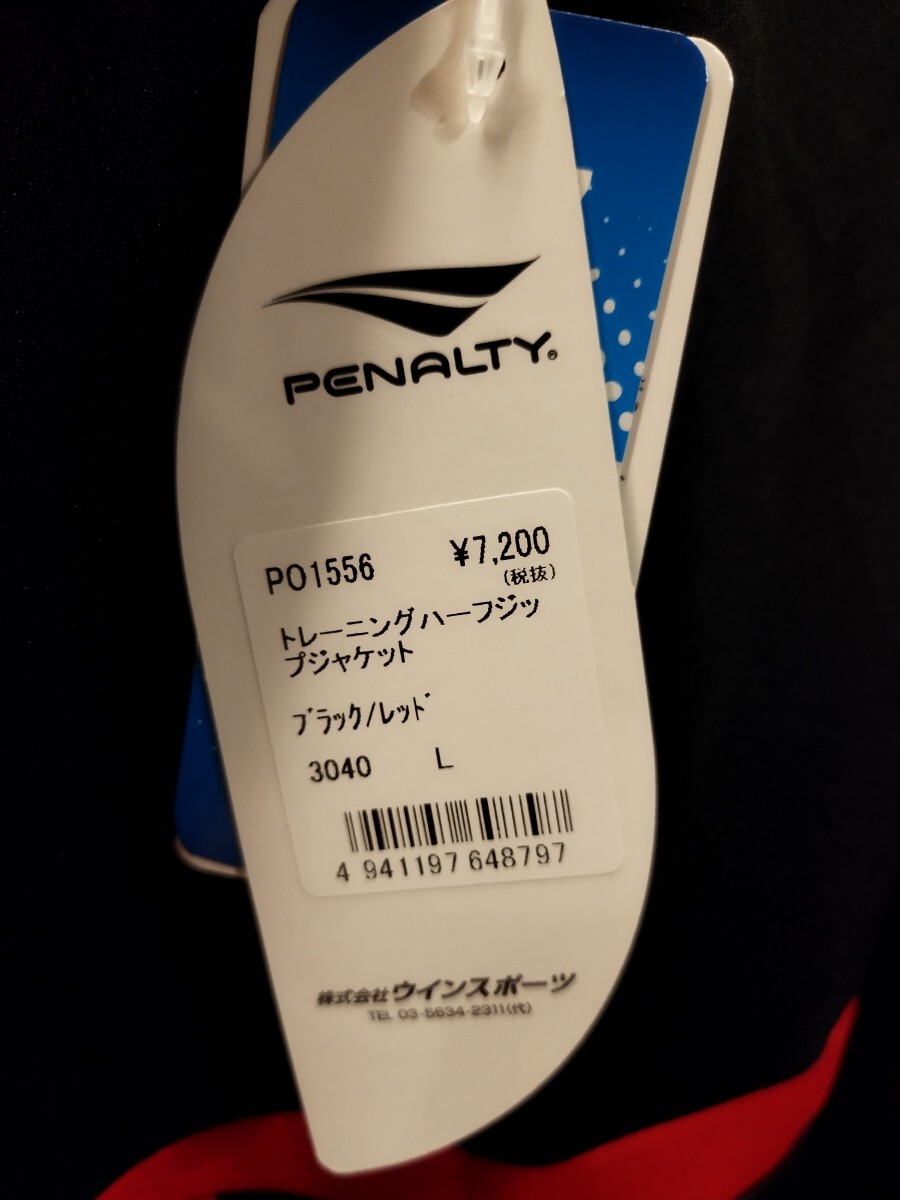 PENALTY®
PO1556 ¥7,200
(税抜)
トレーニングハーフジッ
プジャケット
ブラック/レッド
3040 L
4 941197 648797
株式会社ウインスポーツ
TEL 03-5634-2311(代)